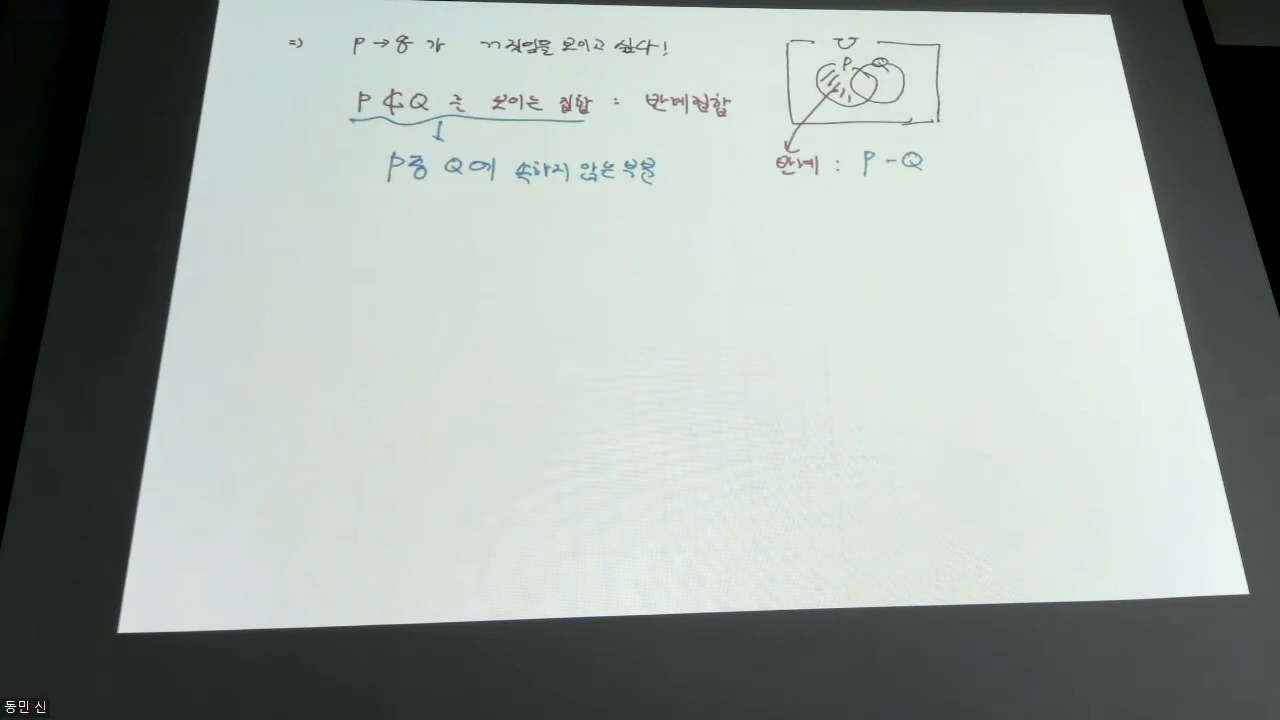 ⇒ p → q 가 거짓임을 보이고 싶다!
P ⊄ Q 를 보이는 집합 : 반례집합
↓
P중 Q에 속하지 않는 부분
U
P Q
반례 : P - Q
동민 신